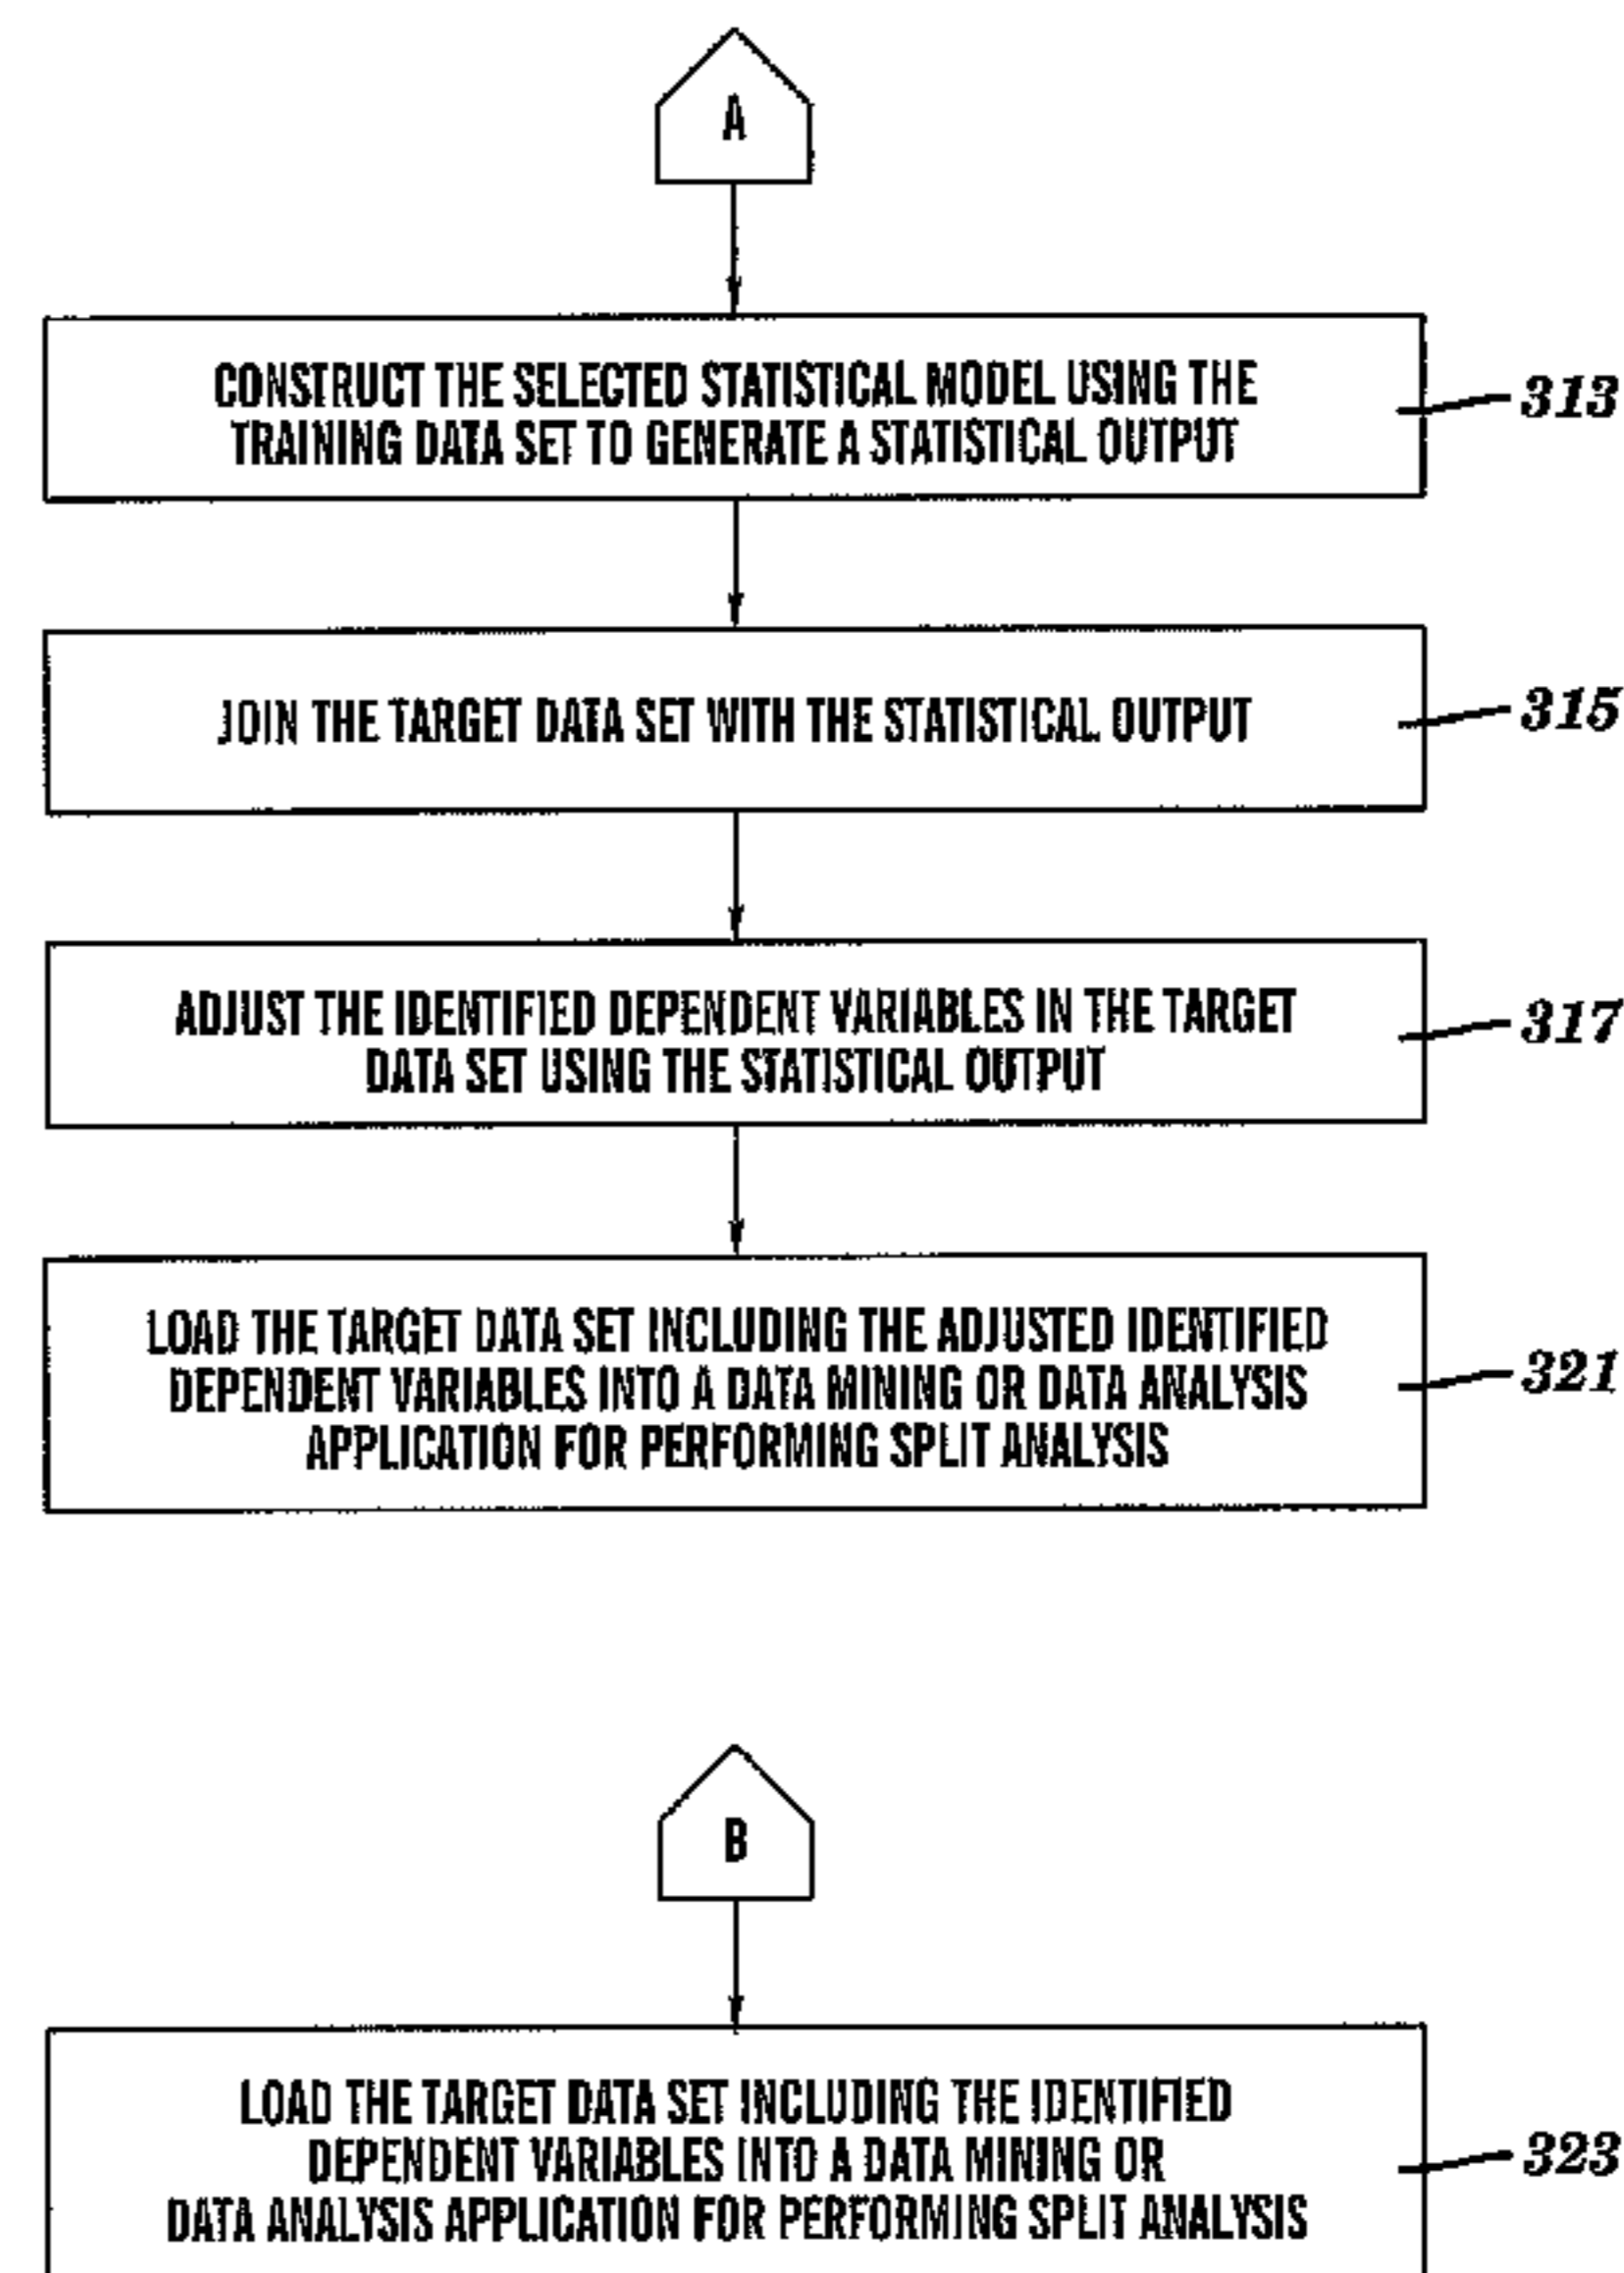 A
CONSTRUCT THE SELECTED STATISTICAL MODEL USING THE
TRAINING DATA SET TO GENERATE A STATISTICAL OUTPUT
313
JOIN THE TARGET DATA SET WITH THE STATISTICAL OUTPUT
315
ADJUST THE IDENTIFIED DEPENDENT VARIABLES IN THE TARGET
DATA SET USING THE STATISTICAL OUTPUT
317
LOAD THE TARGET DATA SET INCLUDING THE ADJUSTED IDENTIFIED
DEPENDENT VARIABLES INTO A DATA MINING OR DATA ANALYSIS
APPLICATION FOR PERFORMING SPLIT ANALYSIS
321
B
LOAD THE TARGET DATA SET INCLUDING THE IDENTIFIED
DEPENDENT VARIABLES INTO A DATA MINING OR
DATA ANALYSIS APPLICATION FOR PERFORMING SPLIT ANALYSIS
323